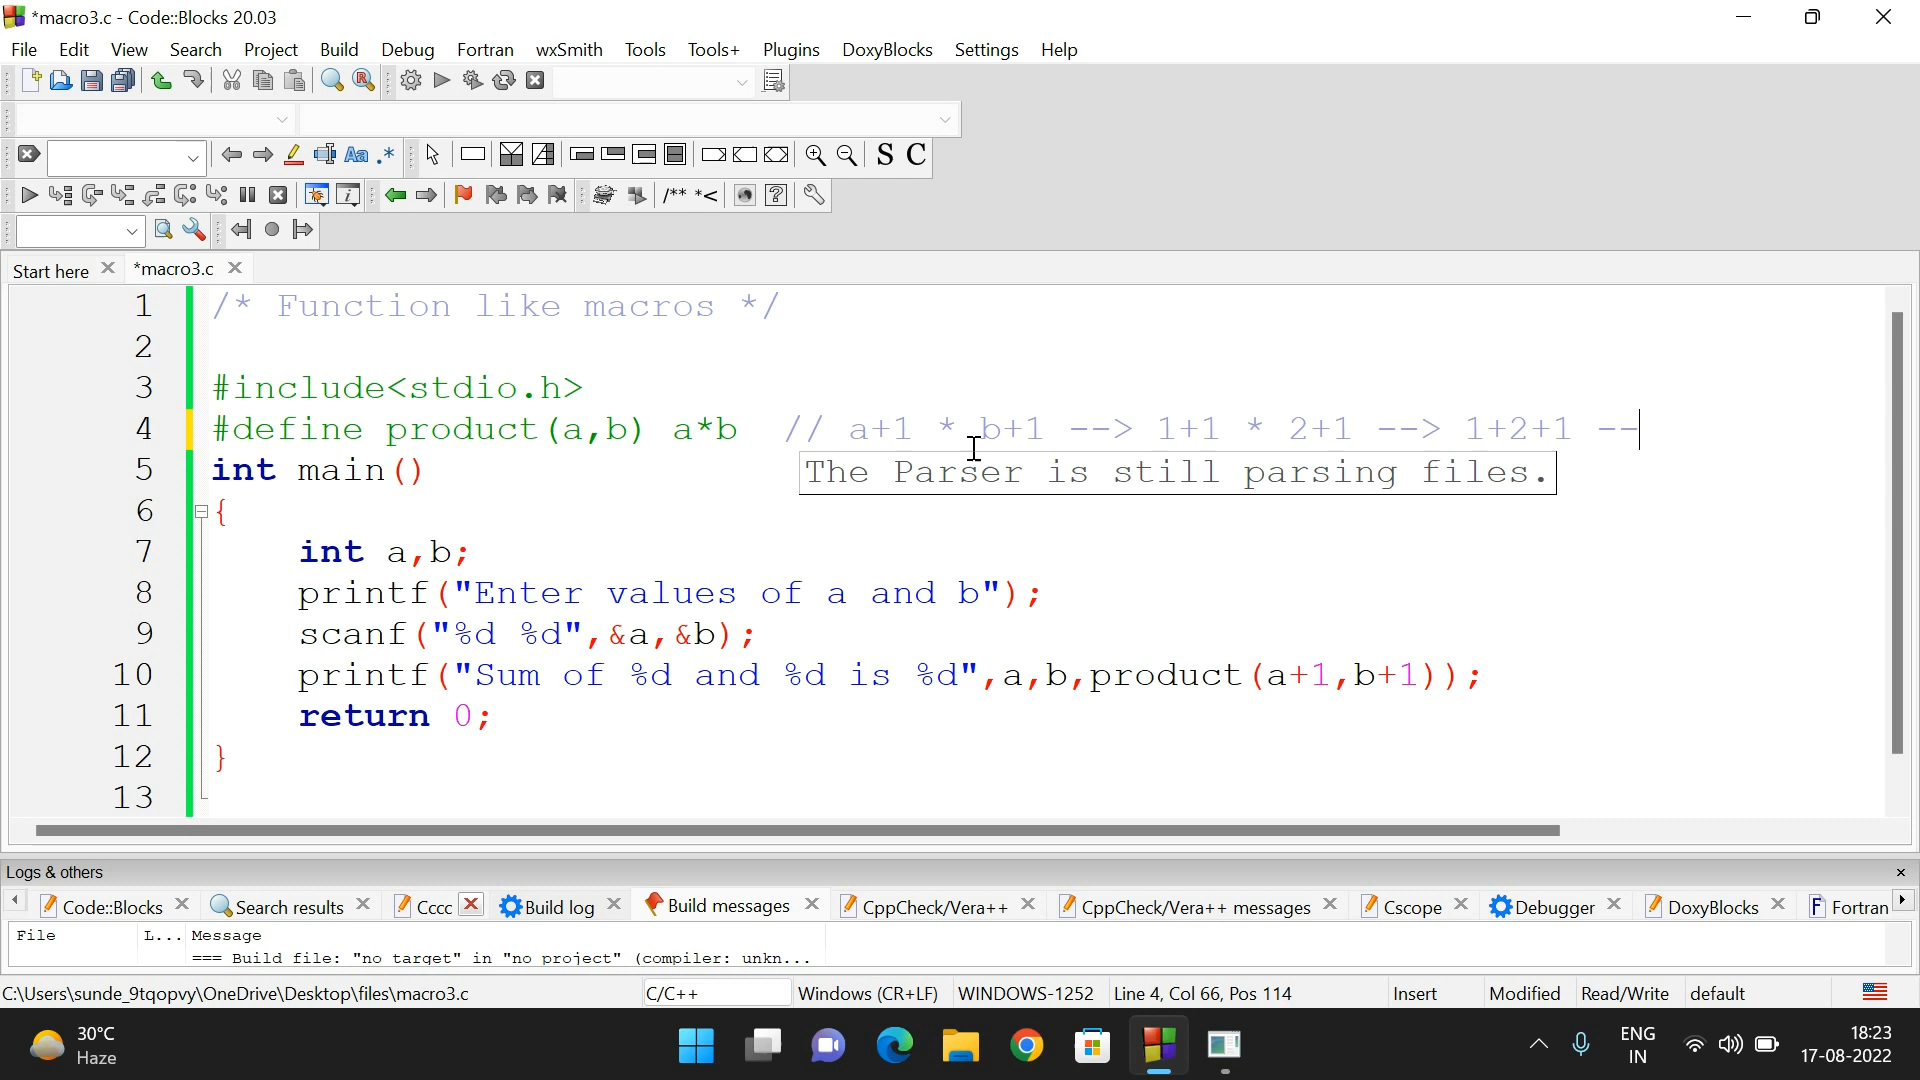 *macro3.c - Code::Blocks 20.03
File Edit View Search Project Build Debug Fortran wxSmith Tools Tools+ Plugins DoxyBlocks Settings Help
S C
/** *<
Start here *macro3.c
1 /* Function like macros */
2
3 #include<stdio.h>
4 #define product(a,b) a*b // a+1 * b+1 --> 1+1 * 2+1 --> 1+2+1 --
5 int main()
The Parser is still parsing files.
6 {
7 int a,b;
8 printf("Enter values of a and b");
9 scanf("%d %d",&a,&b);
10 printf("Sum of %d and %d is %d",a,b,product(a+1,b+1));
11 return 0;
12 }
13
Logs & others
Code::Blocks Search results Cccc Build log Build messages CppCheck/Vera++ CppCheck/Vera++ messages Cscope Debugger DoxyBlocks Fortran
File L... Message
=== Build file: "no target" in "no project" (compiler: unkn...
C:\Users\sunde_9tqopvy\OneDrive\Desktop\files\macro3.c C/C++ Windows (CR+LF) WINDOWS-1252 Line 4, Col 66, Pos 114 Insert Modified Read/Write default
30°C
Haze
ENG
IN
18:23
17-08-2022